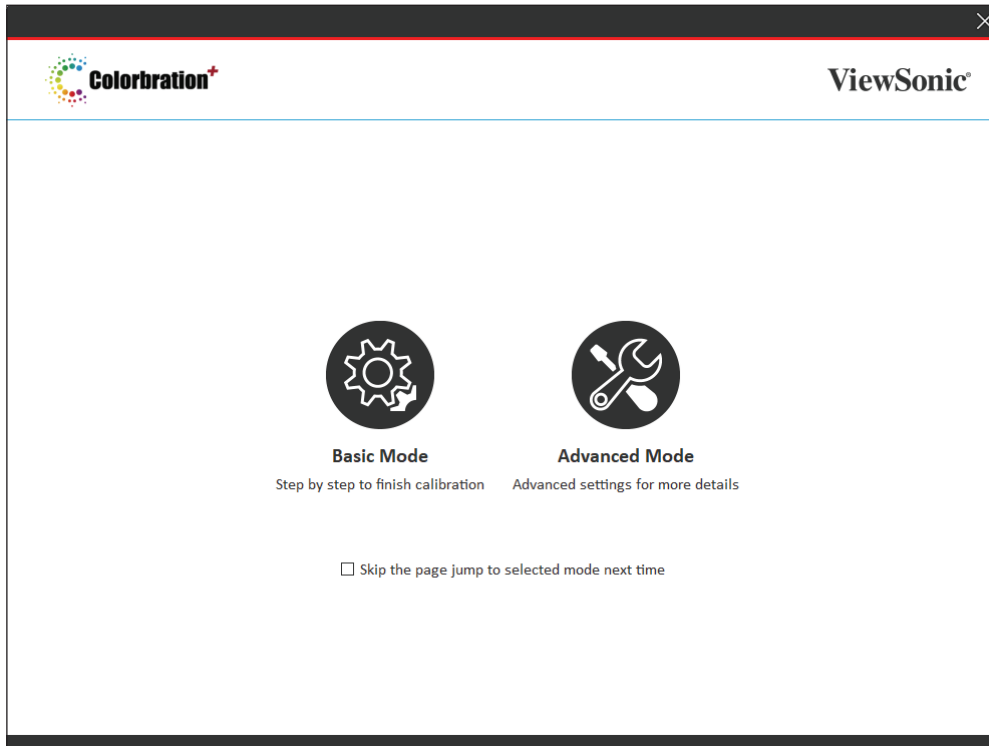 Colorbration+
ViewSonic®
Basic Mode
Advanced Mode
Step by step to finish calibration
Advanced settings for more details
Skip the page jump to selected mode next time